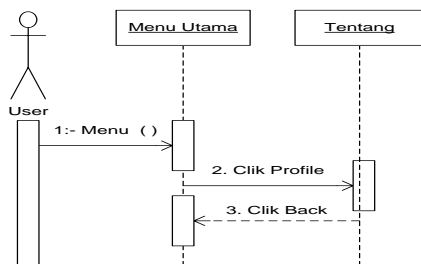 Menu Utama
Tentang
User
1:- Menu ( )
2. Clik Profile
3. Clik Back